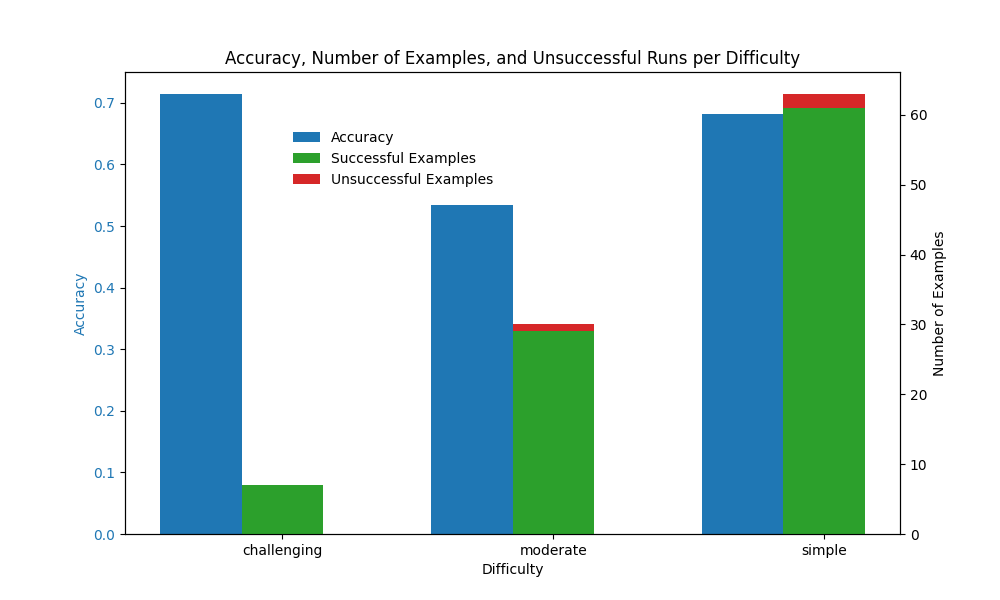 Accuracy, Number of Examples, and Unsuccessful Runs per Difficulty
Accuracy
Successful Examples
Unsuccessful Examples
0.7
0.6
0.5
0.4
0.3
0.2
0.1
0.0
Accuracy
60
50
40
30
20
10
0
Number of Examples
challenging moderate simple
Difficulty